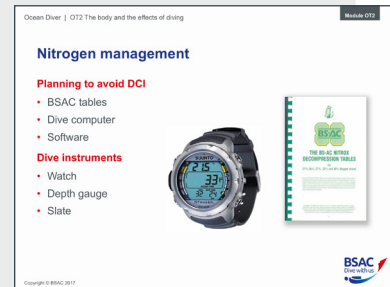 Ocean Diver | OT2 The body and the effects of diving
Module OT2
Nitrogen management
Planning to avoid DCI
• BSAC tables
• Dive computer
• Software
Dive instruments
• Watch
• Depth gauge
• Slate
SUUNTO
BS-AC
THE BS-AC NITROX
DECOMPRESSION TABLES
BSAC
Dive with us
Copyright © BSAC 2017